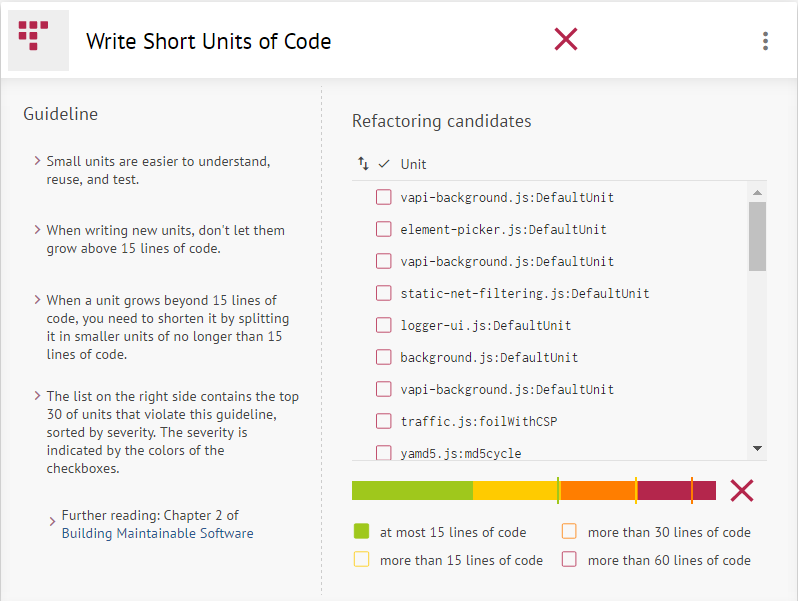 Write Short Units of Code
Guideline
Small units are easier to understand,
reuse, and test.
When writing new units, don't let them
grow above 15 lines of code.
When a unit grows beyond 15 lines of
code, you need to shorten it by splitting
it in smaller units of no longer than 15
lines of code.
The list on the right side contains the top
30 of units that violate this guideline,
sorted by severity. The severity is
indicated by the colors of the
checkboxes.
Further reading: Chapter 2 of
Building Maintainable Software
Refactoring candidates
Unit
vapi-background.js:DefaultUnit
element-picker.js:DefaultUnit
vapi-background.js:DefaultUnit
static-net-filtering.js:DefaultUnit
logger-ui.js:DefaultUnit
background.js:DefaultUnit
vapi-background.js:DefaultUnit
traffic.js:foilWithCSP
yamd5.js:md5cycle
at most 15 lines of code
more than 30 lines of code
more than 15 lines of code
more than 60 lines of code